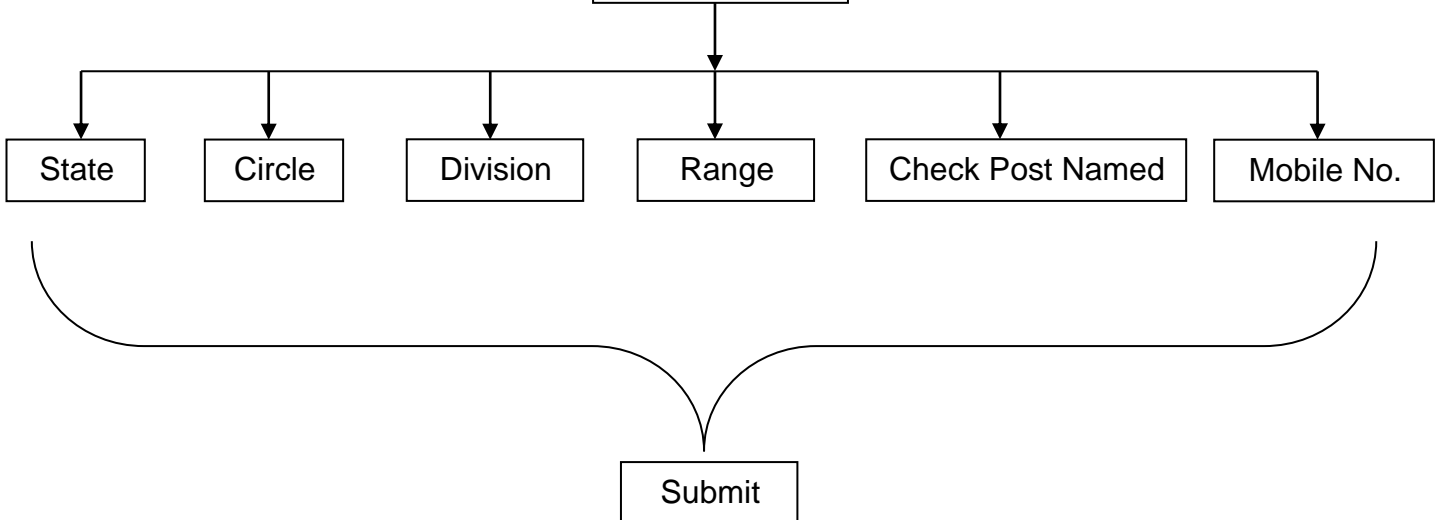 State
Circle
Division
Range
Check Post Named
Mobile No.
Submit